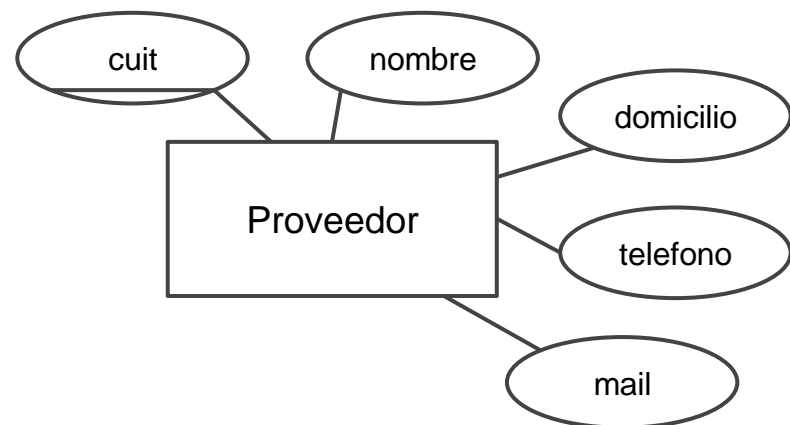 cuit
nombre
domicilio
Proveedor
telefono
mail